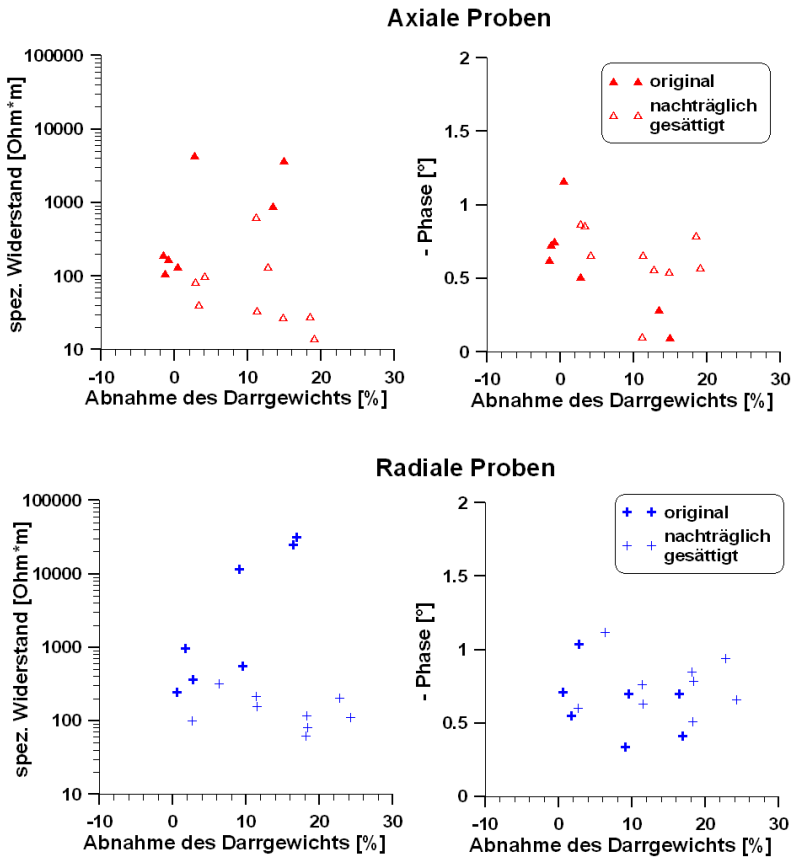 Axiale Proben
100000
10000
1000
100
10
-10 0 10 20 30
spez. Widerstand [Ohm*m]
Abnahme des Darrgewichts [%]
2
1.5
1
0.5
0
-10 0 10 20 30
- Phase [°]
Abnahme des Darrgewichts [%]
original
nachträglich
gesättigt
Radiale Proben
100000
10000
1000
100
10
-10 0 10 20 30
spez. Widerstand [Ohm*m]
Abnahme des Darrgewichts [%]
2
1.5
1
0.5
0
-10 0 10 20 30
- Phase [°]
Abnahme des Darrgewichts [%]
original
nachträglich
gesättigt